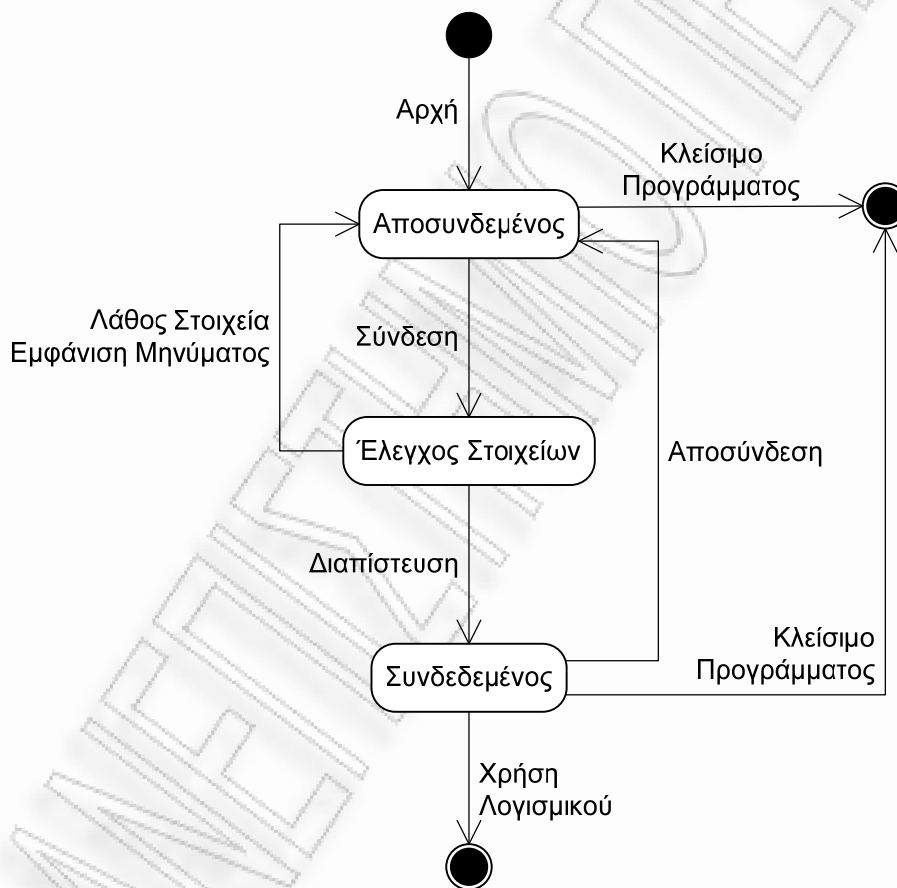 Αρχή
Κλείσιμο
Προγράμματος
Αποσυνδεμένος
Λάθος Στοιχεία
Εμφάνιση Μηνύματος
Σύνδεση
Έλεγχος Στοιχείων
Αποσύνδεση
Διαπίστευση
Κλείσιμο
Προγράμματος
Συνδεδεμένος
Χρήση
Λογισμικού